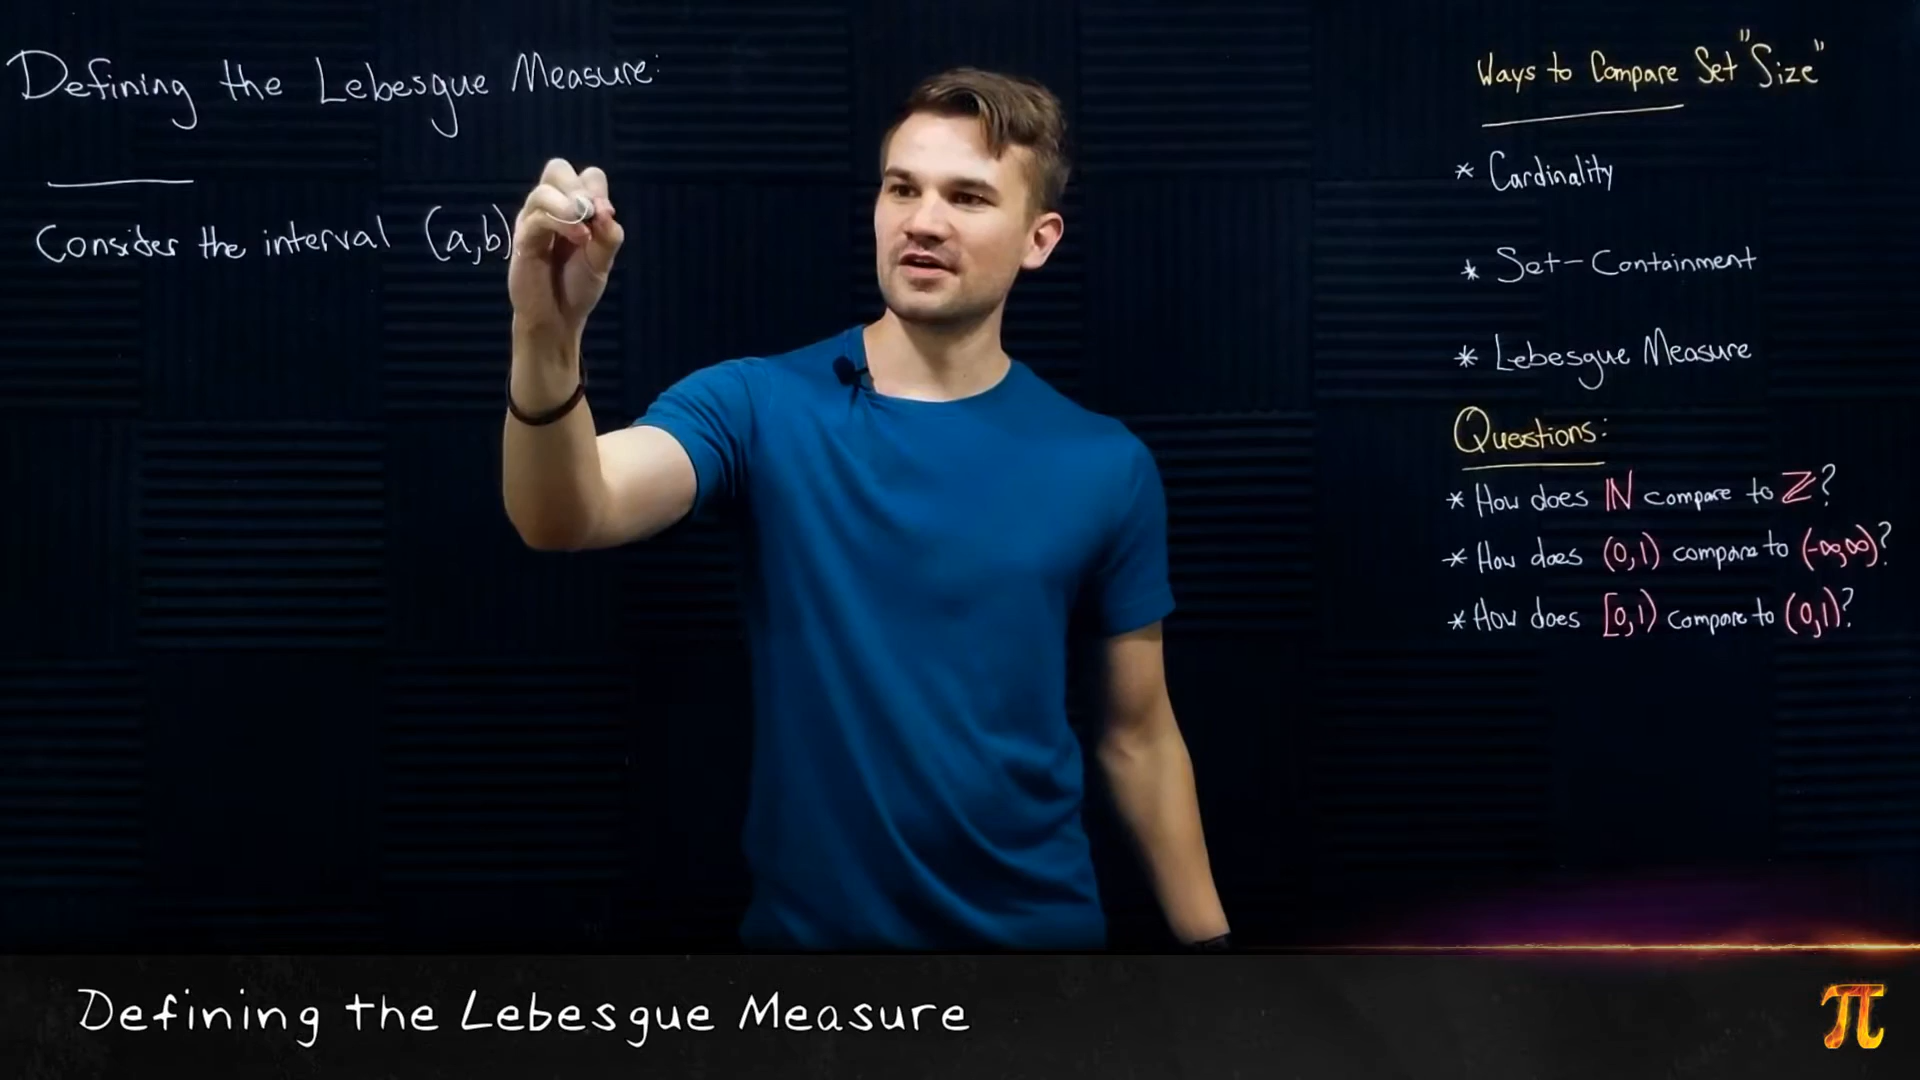 Defining the Lebesgue Measure:
Consider the interval (a,b)
Ways to Compare Set "Size"
* Cardinality
* Set-Containment
* Lebesgue Measure
Questions:
* How does ℕ compare to ℤ?
* How does (0,1) compare to (-∞,∞)?
* How does [0,1) compare to (0,1)?
Defining the Lebesgue Measure
π